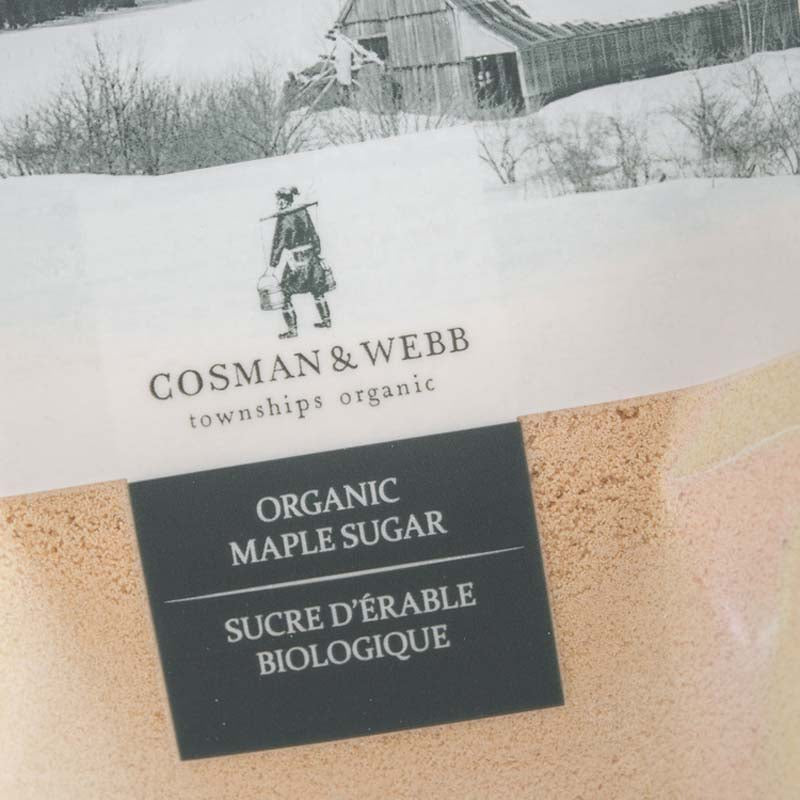 COSMAN & WEBB
townships organic
ORGANIC
MAPLE SUGAR
SUCRE D'ÉRABLE
BIOLOGIQUE